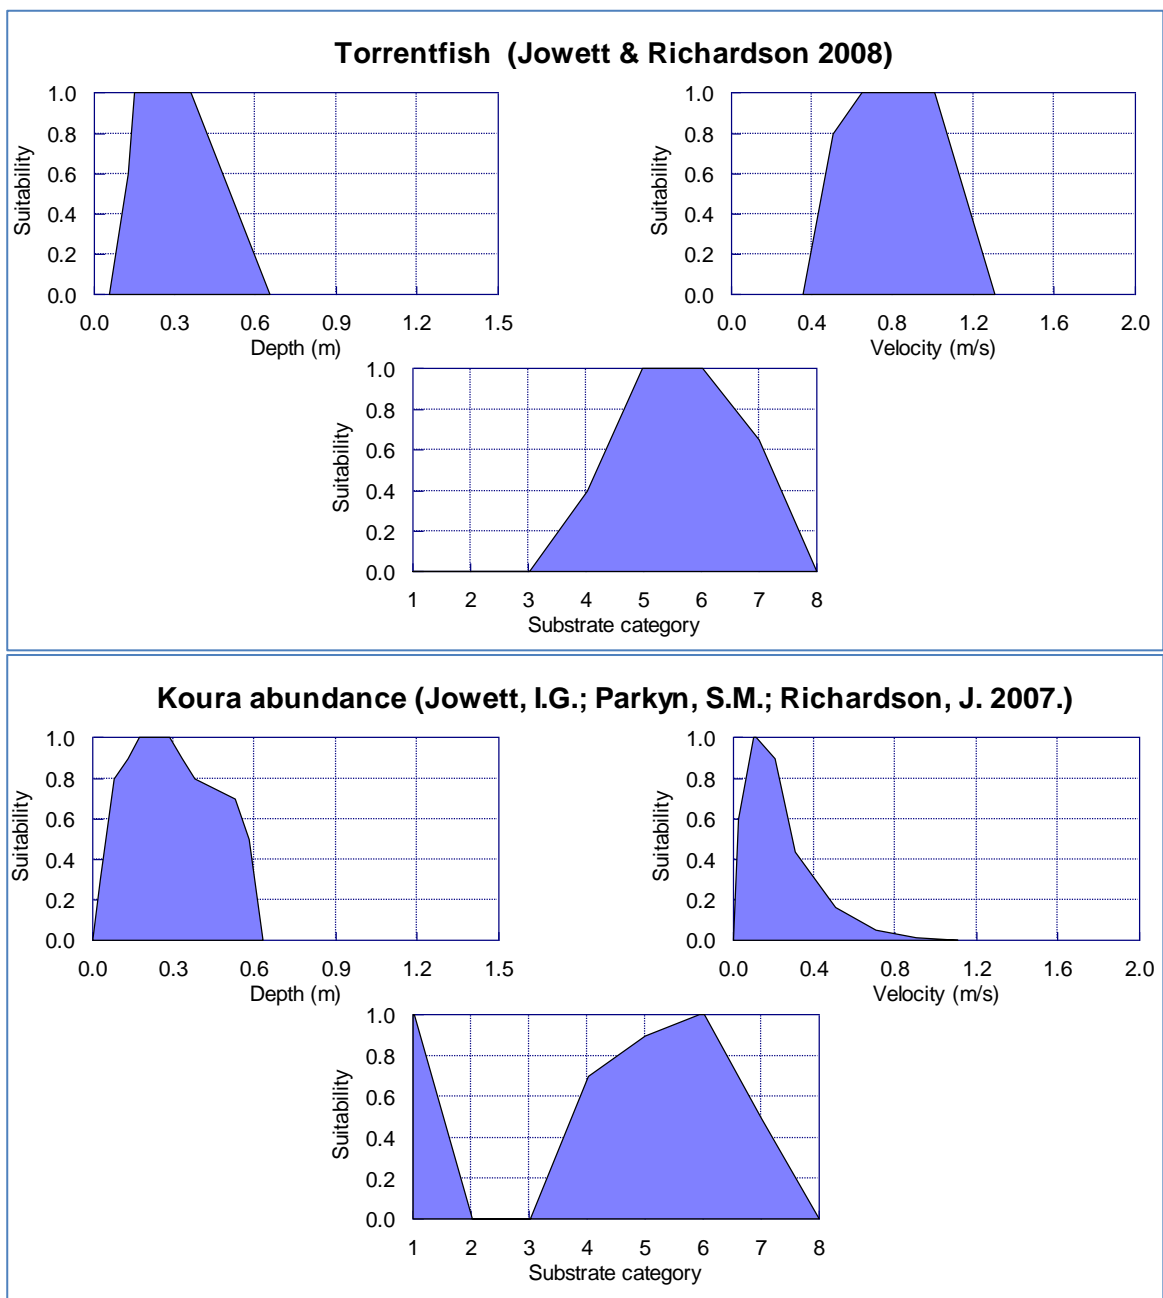 Torrentfish (Jowett & Richardson 2008)
1.0
0.8
0.6
0.4
0.2
0.0
Suitability
0.0 0.3 0.6 0.9 1.2 1.5
Depth (m)
1.0
0.8
0.6
0.4
0.2
0.0
Suitability
0.0 0.4 0.8 1.2 1.6 2.0
Velocity (m/s)
1.0
0.8
0.6
0.4
0.2
0.0
Suitability
1 2 3 4 5 6 7 8
Substrate category
Koura abundance (Jowett, I.G.; Parkyn, S.M.; Richardson, J. 2007.)
1.0
0.8
0.6
0.4
0.2
0.0
Suitability
0.0 0.3 0.6 0.9 1.2 1.5
Depth (m)
1.0
0.8
0.6
0.4
0.2
0.0
Suitability
0.0 0.4 0.8 1.2 1.6 2.0
Velocity (m/s)
1.0
0.8
0.6
0.4
0.2
0.0
Suitability
1 2 3 4 5 6 7 8
Substrate category